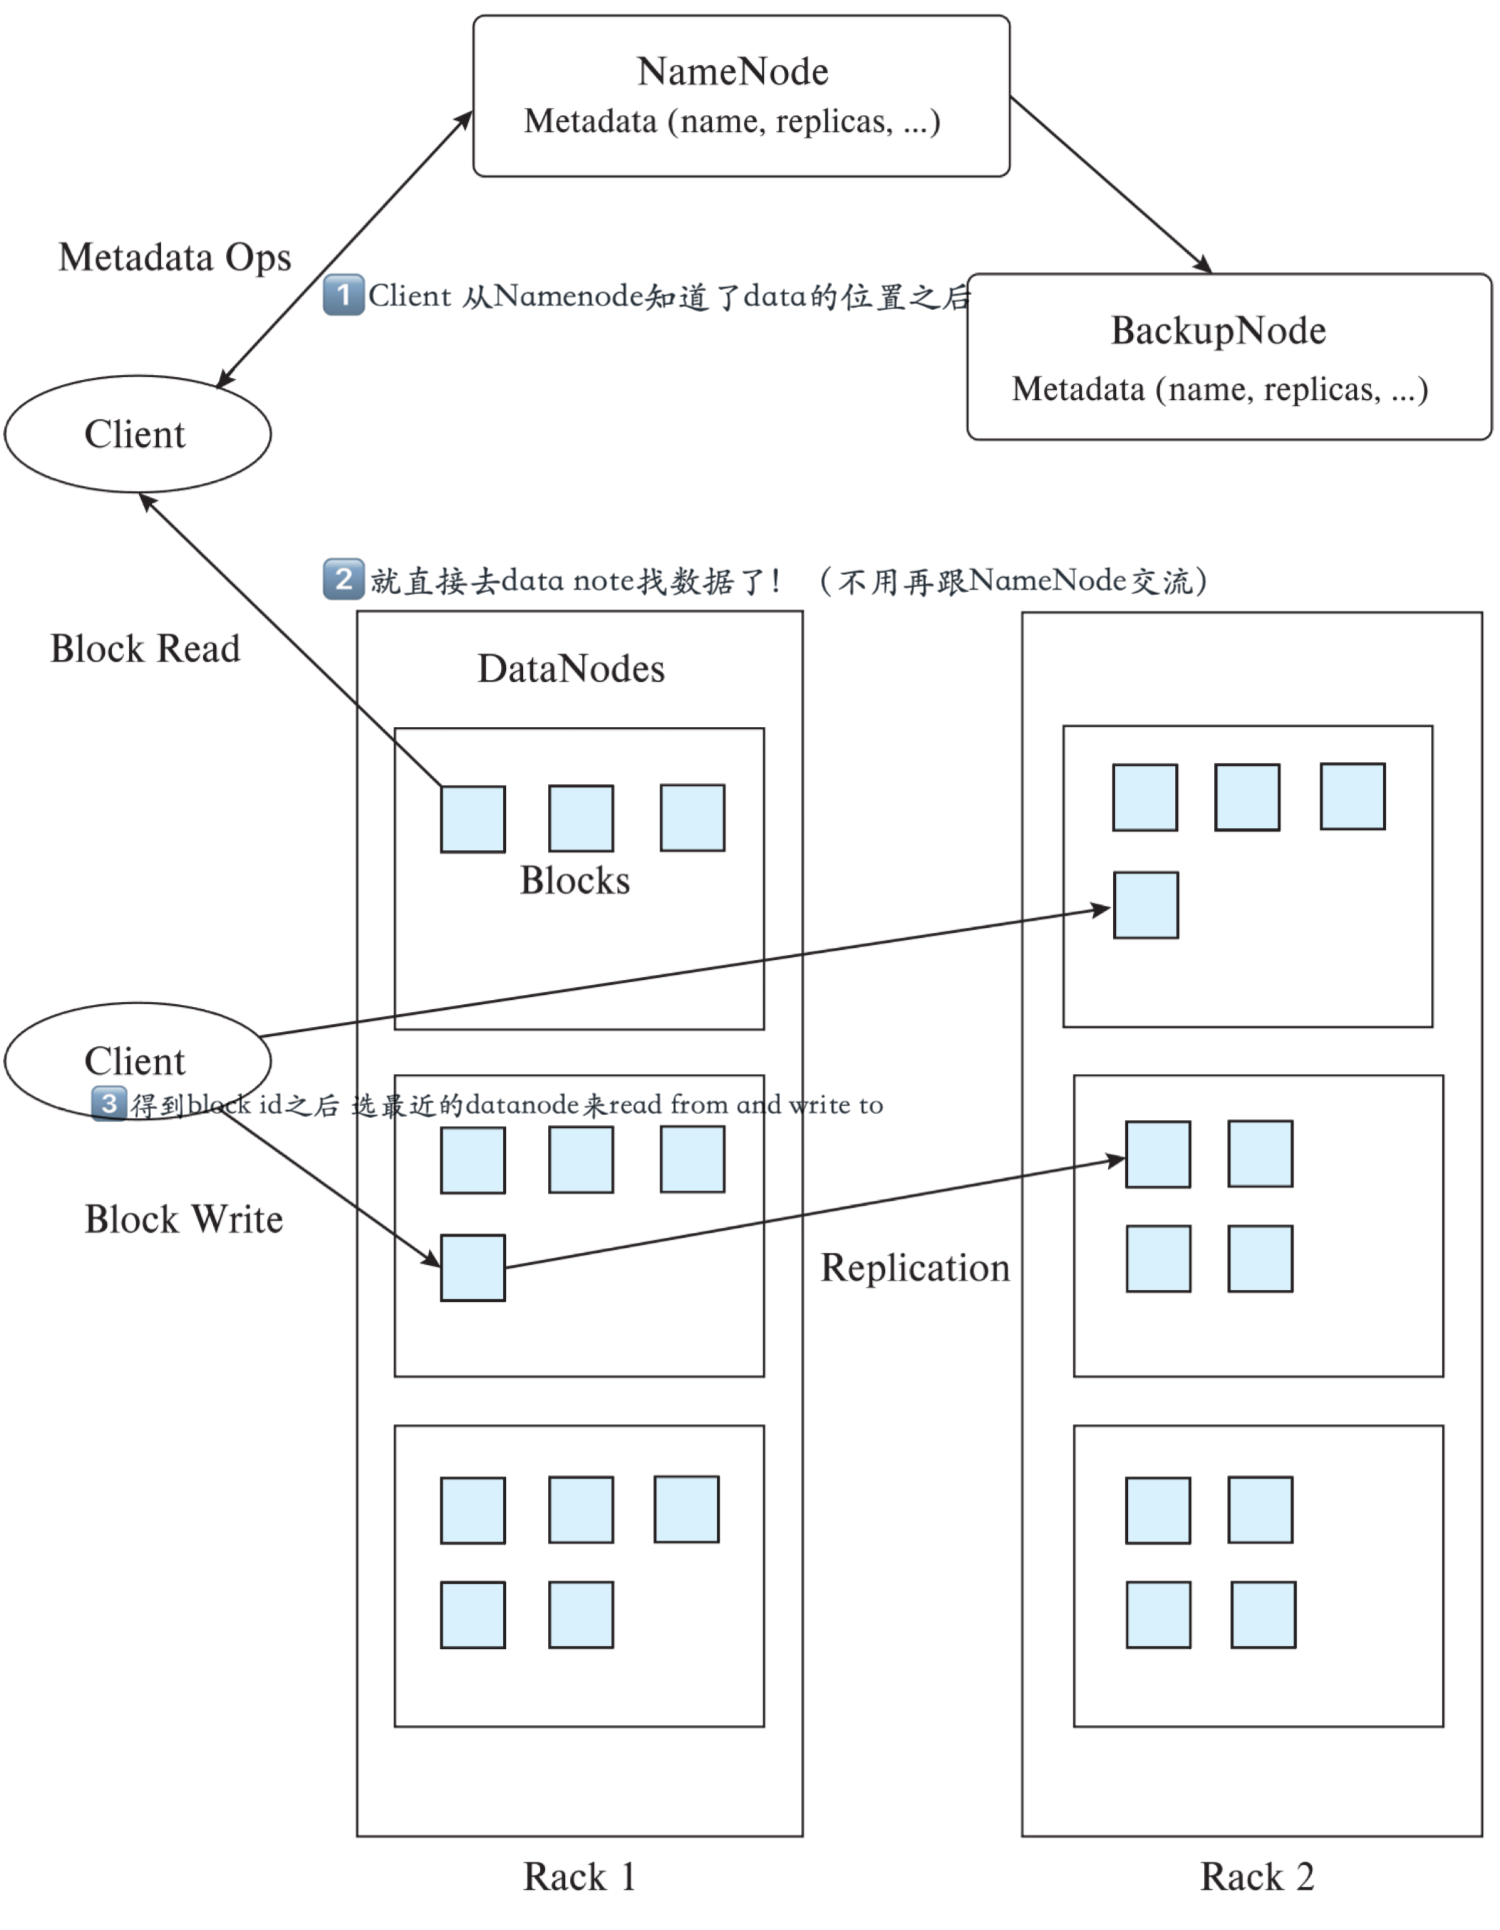 NameNode
Metadata (name, replicas, ...)
Metadata Ops
1 Client 从Namenode知道了data的位置之后
BackupNode
Metadata (name, replicas, ...)
Client
2 就直接去data note找数据了！（不用再跟NameNode交流）
Block Read
DataNodes
Blocks
Client
3 得到block id之后 选最近的datanode来read from and write to
Block Write
Replication
Rack 1
Rack 2